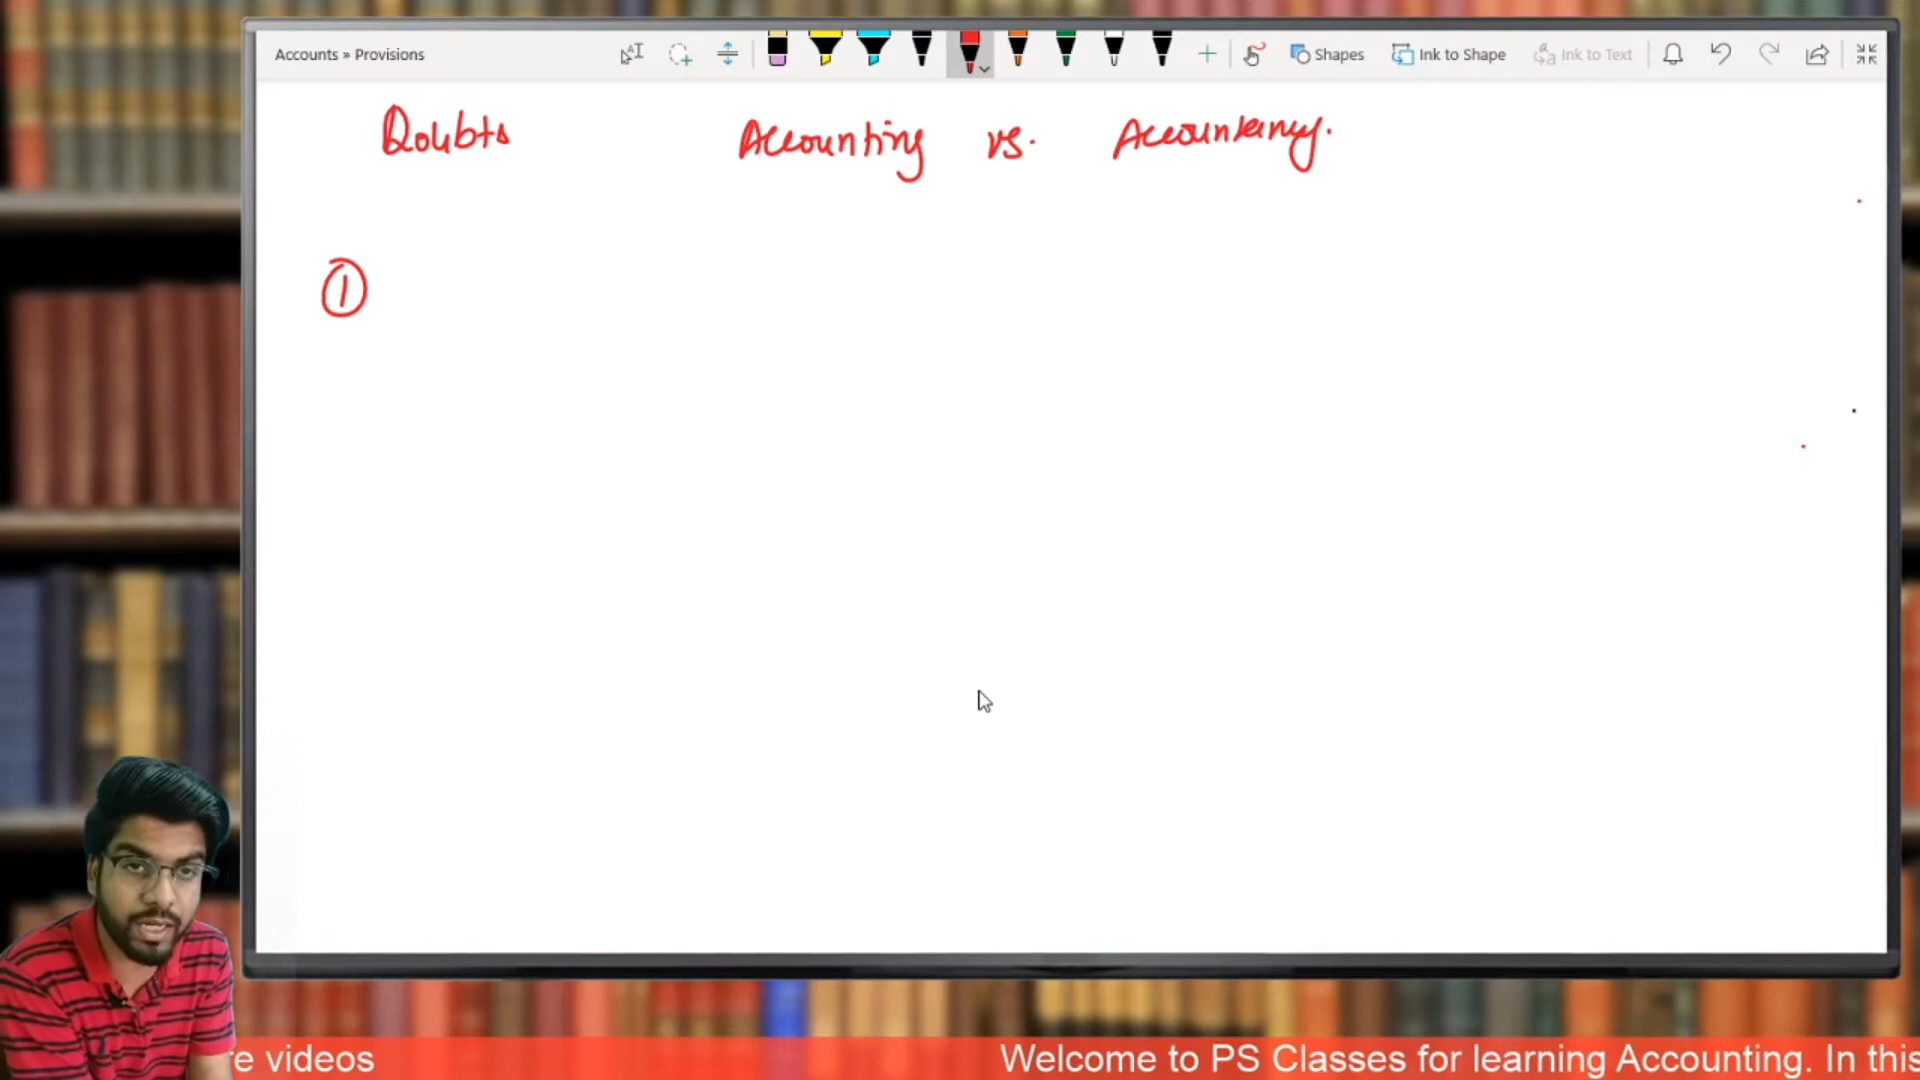 Accounts » Provisions
Shapes
Ink to Shape
Ink to Text
Doubts Accounting vs. Accountancy.
①
re videos Welcome to PS Classes for learning Accounting. In this